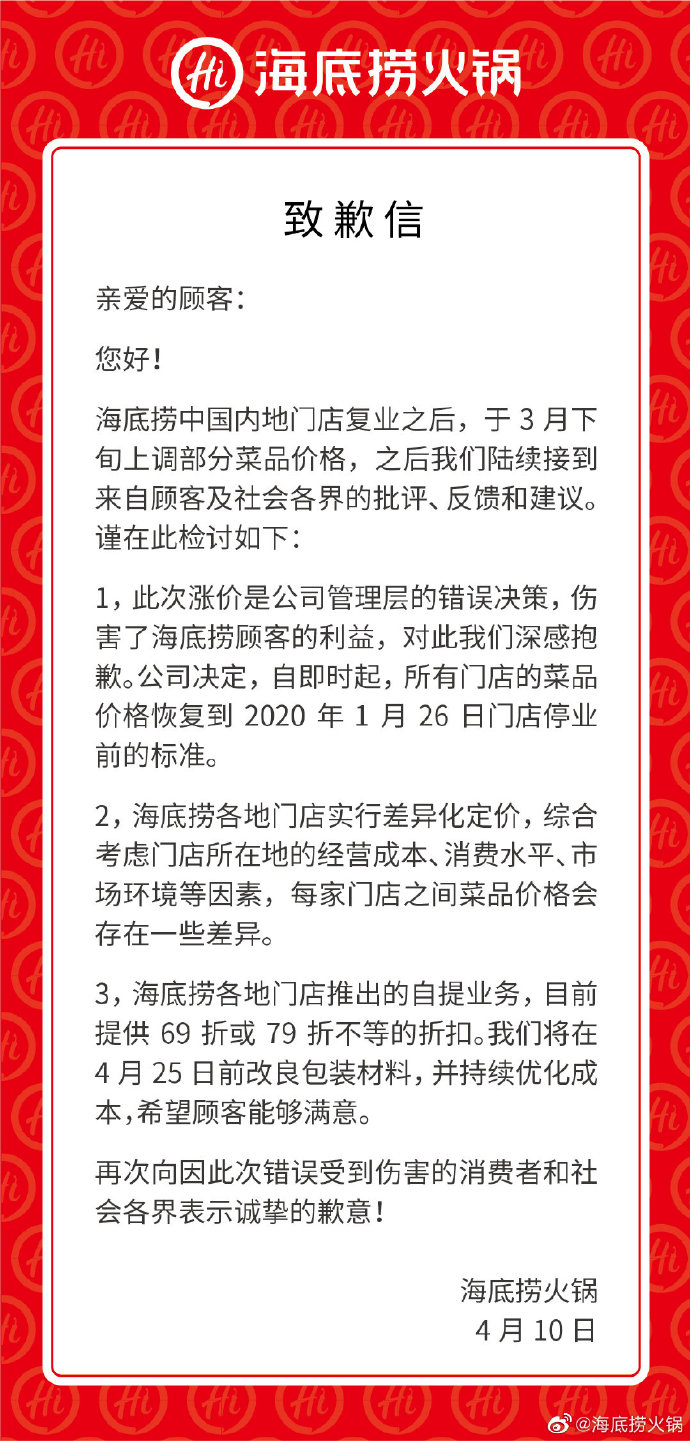 Hi 海底捞火锅
致歉信
亲爱的顾客：
您好！
海底捞中国内地门店复业之后，于 3 月下
旬上调部分菜品价格，之后我们陆续接到
来自顾客及社会各界的批评、反馈和建议。
谨在此检讨如下：
1，此次涨价是公司管理层的错误决策，伤
害了海底捞顾客的利益，对此我们深感抱
歉。公司决定，自即时起，所有门店的菜品
价格恢复到 2020 年 1 月 26 日门店停业
前的标准。
2，海底捞各地门店实行差异化定价，综合
考虑门店所在地的经营成本、消费水平、市
场环境等因素，每家门店之间菜品价格会
存在一些差异。
3，海底捞各地门店推出的自提业务，目前
提供 69 折或 79 折不等的折扣。我们将在
4 月 25 日前改良包装材料，并持续优化成
本，希望顾客能够满意。
再次向因此次错误受到伤害的消费者和社
会各界表示诚挚的歉意！
海底捞火锅
4 月 10 日
@海底捞火锅